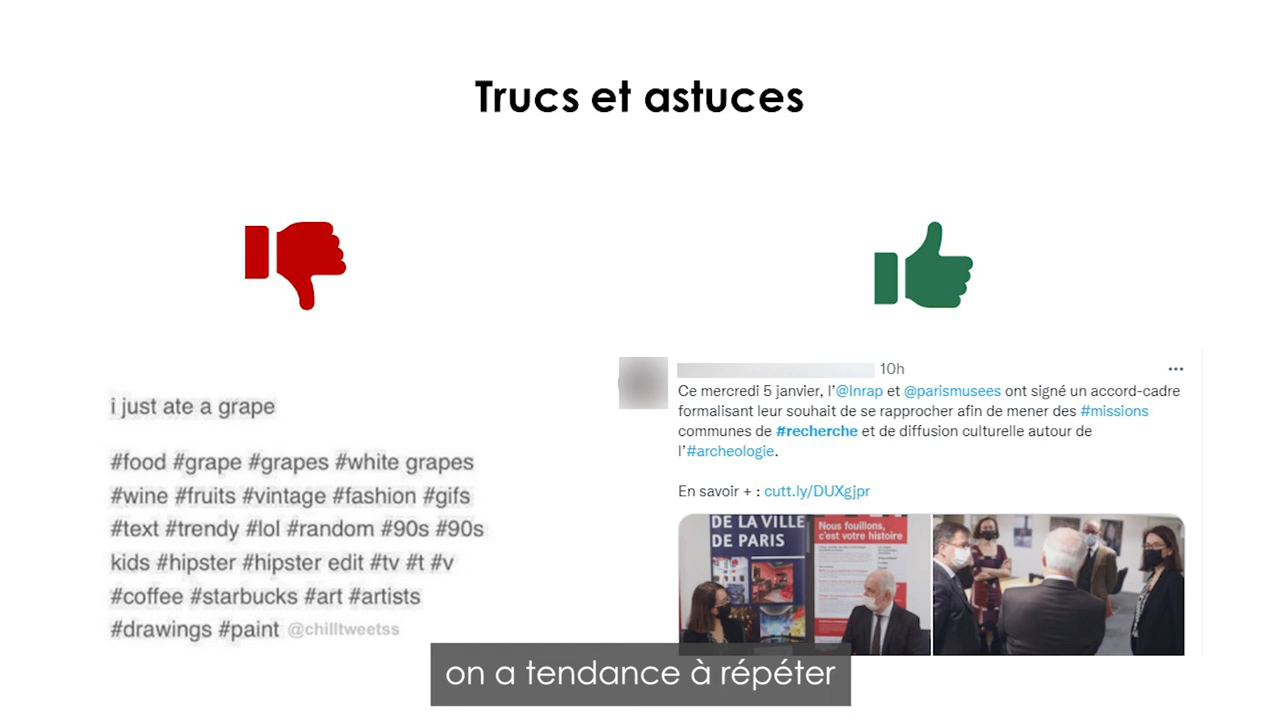 Trucs et astuces
i just ate a grape
#food #grape #grapes #white grapes
#wine #fruits #vintage #fashion #gifs
#text #trendy #lol #random #90s #90s
kids #hipster #hipster edit #tv #t #v
#coffee #starbucks #art #artists
#drawings #paint @chilltweetss
10h
Ce mercredi 5 janvier, l'@Inrap et @parismusees ont signé un accord-cadre
formalisant leur souhait de se rapprocher afin de mener des #missions
communes de #recherche et de diffusion culturelle autour de
l'#archeologie.
En savoir + : cutt.ly/DUXgjpr
DE LA VILLE
DE PARIS
Nous fouillons,
c'est votre histoire
on a tendance à répéter